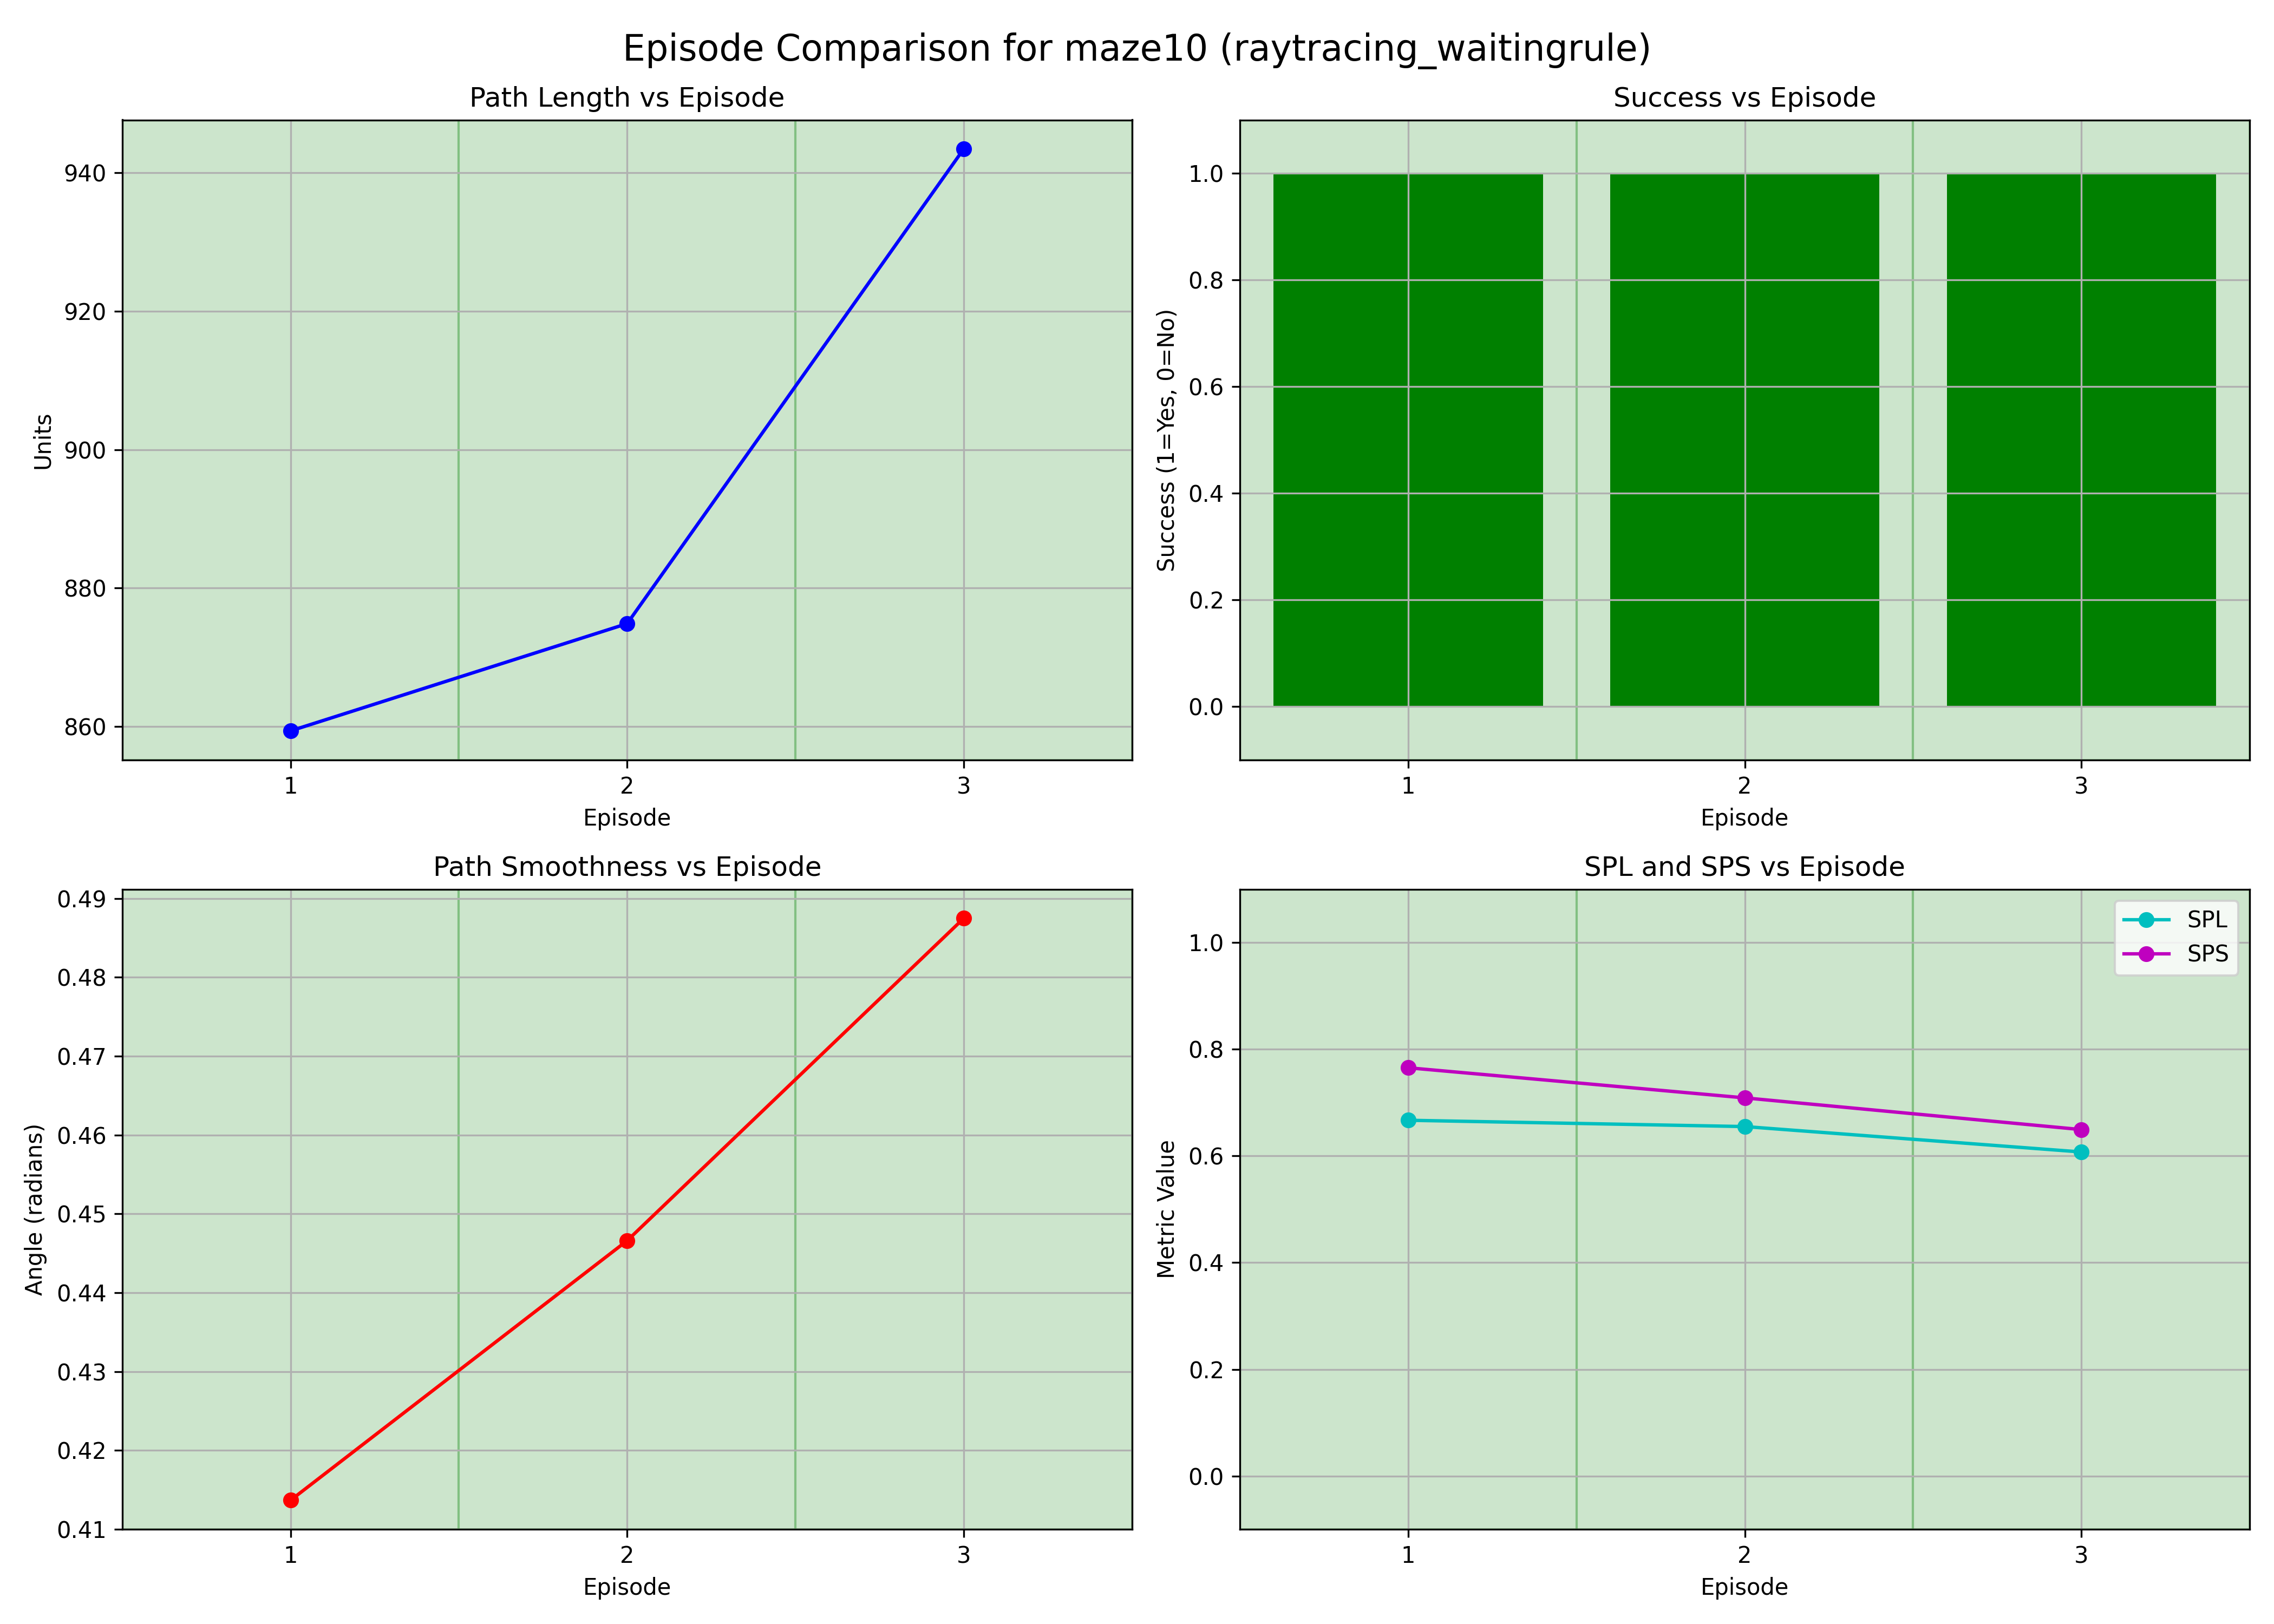 Episode Comparison for maze10 (raytracing_waitingrule)
Path Length vs Episode
940
920
900
880
860
Units
1 2 3
Episode
Success vs Episode
1.0
0.8
0.6
0.4
0.2
0.0
Success (1=Yes, 0=No)
1 2 3
Episode
Path Smoothness vs Episode
0.49
0.48
0.47
0.46
0.45
0.44
0.43
0.42
0.41
Angle (radians)
1 2 3
Episode
SPL and SPS vs Episode
SPL
SPS
1.0
0.8
0.6
0.4
0.2
0.0
Metric Value
1 2 3
Episode